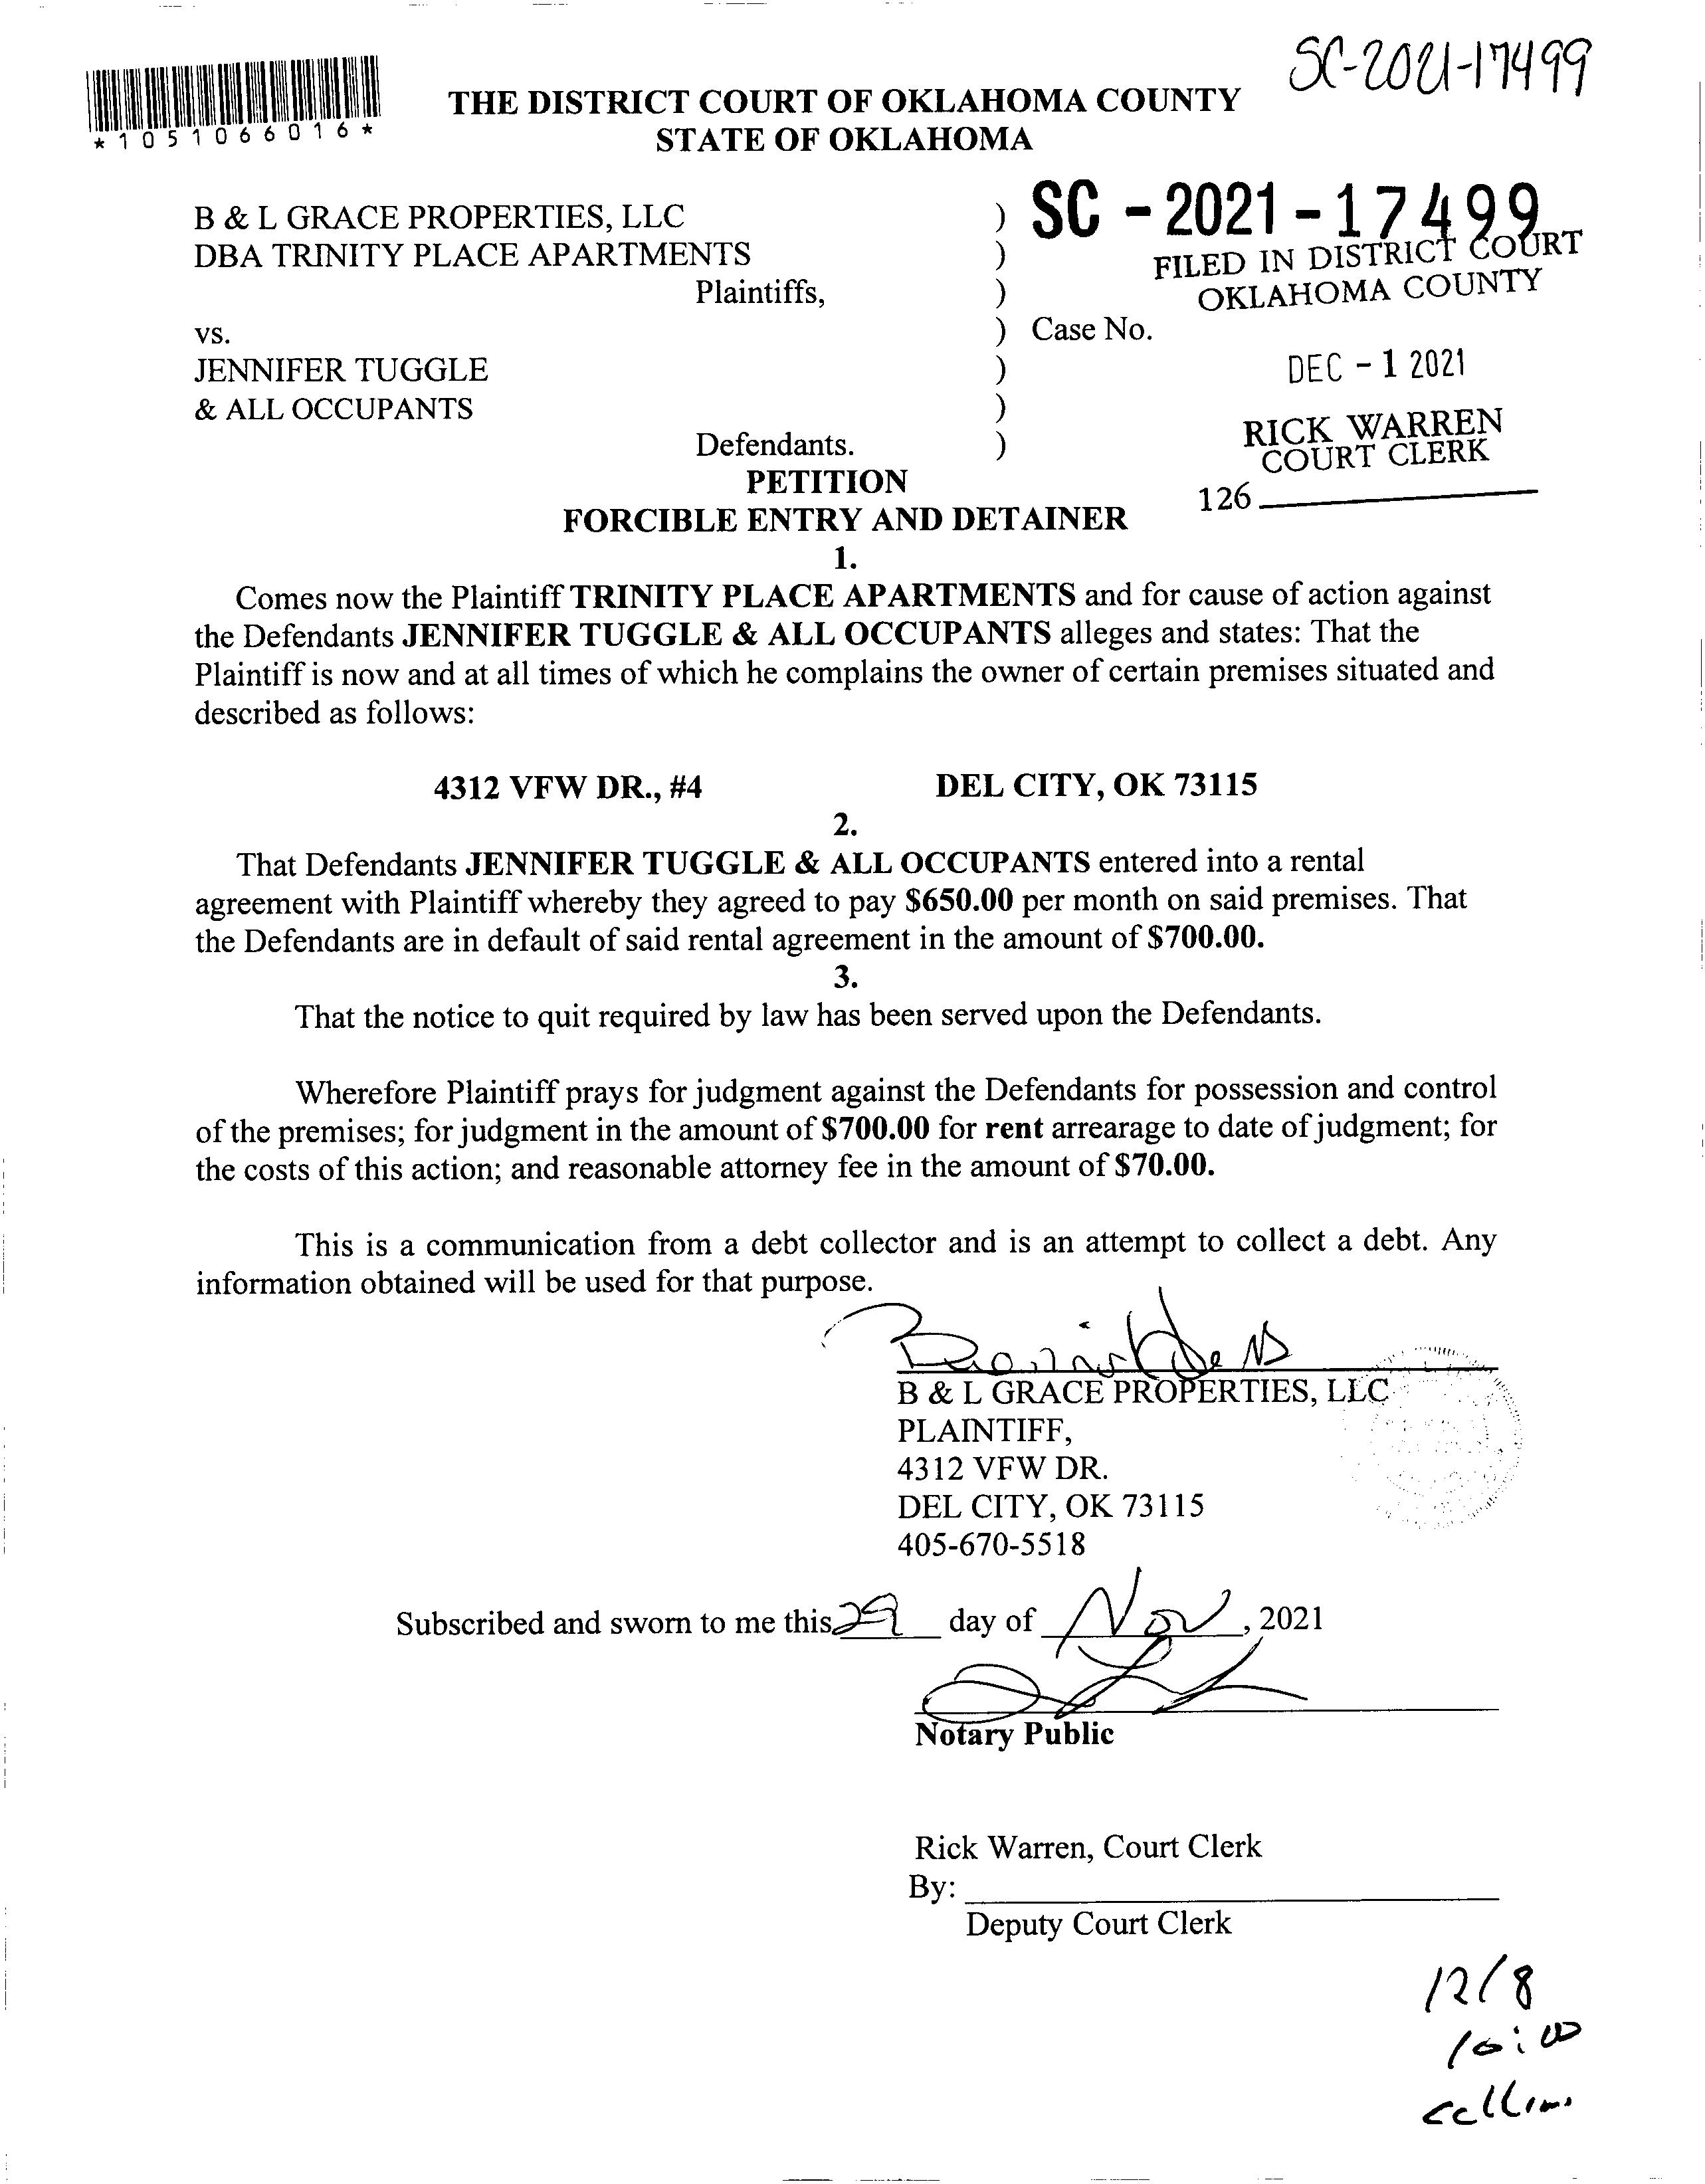 SC-2021-17499
*1051066016*
THE DISTRICT COURT OF OKLAHOMA COUNTY
STATE OF OKLAHOMA
B & L GRACE PROPERTIES, LLC )
DBA TRINITY PLACE APARTMENTS )
Plaintiffs, )
vs. ) Case No.
JENNIFER TUGGLE )
& ALL OCCUPANTS )
Defendants. )
SC - 2021 - 17499
FILED IN DISTRICT COURT
OKLAHOMA COUNTY
DEC - 1 2021
RICK WARREN
COURT CLERK
126
PETITION
FORCIBLE ENTRY AND DETAINER
1.
Comes now the Plaintiff TRINITY PLACE APARTMENTS and for cause of action against
the Defendants JENNIFER TUGGLE & ALL OCCUPANTS alleges and states: That the
Plaintiff is now and at all times of which he complains the owner of certain premises situated and
described as follows:
4312 VFW DR., #4 DEL CITY, OK 73115
2.
That Defendants JENNIFER TUGGLE & ALL OCCUPANTS entered into a rental
agreement with Plaintiff whereby they agreed to pay $650.00 per month on said premises. That
the Defendants are in default of said rental agreement in the amount of $700.00.
3.
That the notice to quit required by law has been served upon the Defendants.
Wherefore Plaintiff prays for judgment against the Defendants for possession and control
of the premises; for judgment in the amount of $700.00 for rent arrearage to date of judgment; for
the costs of this action; and reasonable attorney fee in the amount of $70.00.
This is a communication from a debt collector and is an attempt to collect a debt. Any
information obtained will be used for that purpose.
B & L GRACE PROPERTIES, LLC
PLAINTIFF,
4312 VFW DR.
DEL CITY, OK 73115
405-670-5518
Subscribed and sworn to me this 29 day of Nov, 2021
Notary Public
Rick Warren, Court Clerk
By:
Deputy Court Clerk
12/8
10:00